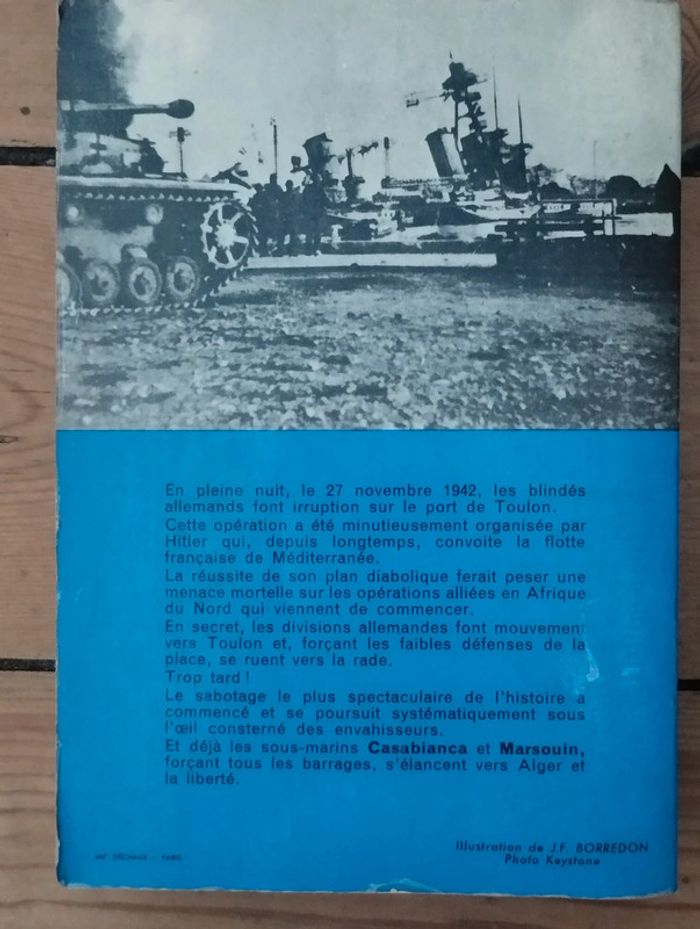 En pleine nuit, le 27 novembre 1942, les blindés
allemands font irruption sur le port de Toulon.
Cette opération a été minutieusement organisée par
Hitler qui, depuis longtemps, convoite la flotte
française de Méditerranée.
La réussite de son plan diabolique ferait peser une
menace mortelle sur les opérations alliées en Afrique
du Nord qui viennent de commencer.
En secret, les divisions allemandes font mouvement
vers Toulon et, forçant les faibles défenses de la
place, se ruent vers la rade.
Trop tard !
Le sabotage le plus spectaculaire de l'histoire a
commencé et se poursuit systématiquement sous
l'œil consterné des envahisseurs.
Et déjà les sous-marins Casabianca et Marsouin,
forçant tous les barrages, s'élancent vers Alger et
la liberté.
Illustration de J.F. BORREDON
Photo Keystone
IMP. DÉCHAUX — PARIS